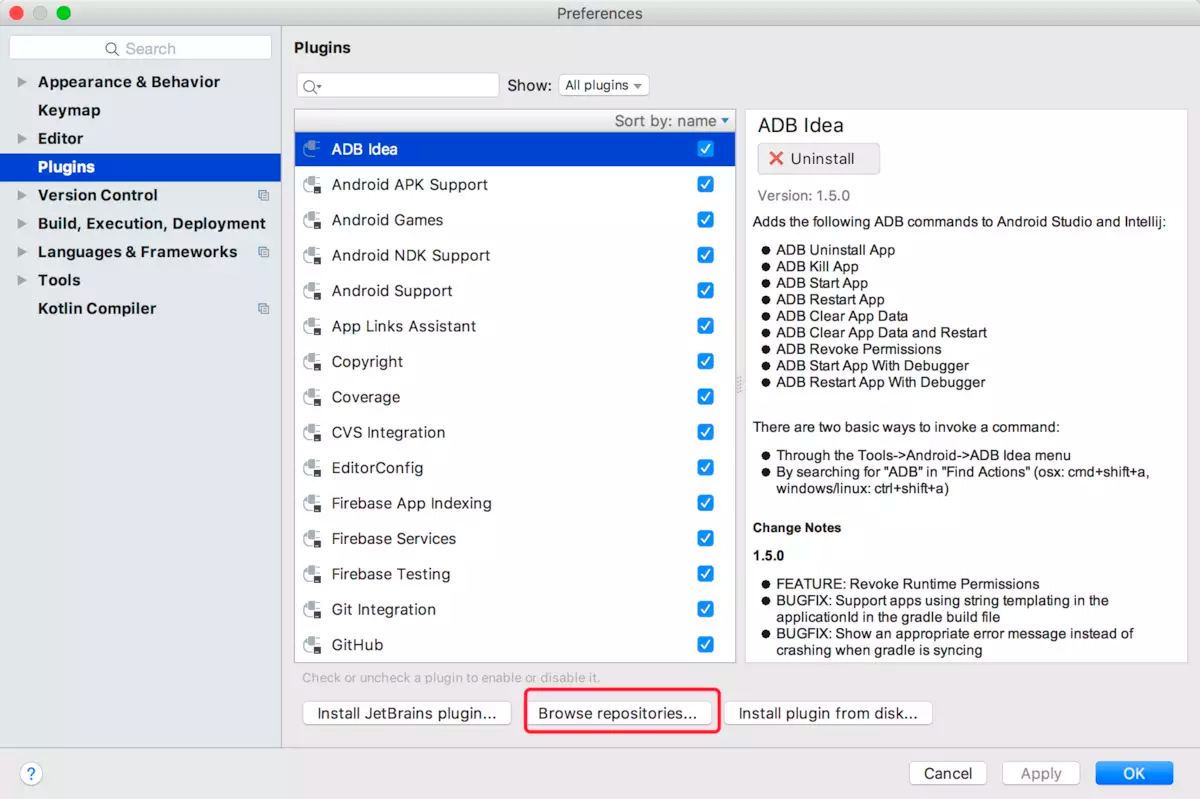 Preferences
Search
Appearance & Behavior
Keymap
Editor
Plugins
Version Control
Build, Execution, Deployment
Languages & Frameworks
Tools
Kotlin Compiler
Plugins
Show: All plugins
Sort by: name
ADB Idea
Android APK Support
Android Games
Android NDK Support
Android Support
App Links Assistant
Copyright
Coverage
CVS Integration
EditorConfig
Firebase App Indexing
Firebase Services
Firebase Testing
Git Integration
GitHub
Check or uncheck a plugin to enable or disable it.
Install JetBrains plugin...
Browse repositories...
Install plugin from disk...
ADB Idea
Uninstall
Version: 1.5.0
Adds the following ADB commands to Android Studio and Intellij:
● ADB Uninstall App
● ADB Kill App
● ADB Start App
● ADB Restart App
● ADB Clear App Data
● ADB Clear App Data and Restart
● ADB Revoke Permissions
● ADB Start App With Debugger
● ADB Restart App With Debugger
There are two basic ways to invoke a command:
● Through the Tools->Android->ADB Idea menu
● By searching for "ADB" in "Find Actions" (osx: cmd+shift+a,
windows/linux: ctrl+shift+a)
Change Notes
1.5.0
● FEATURE: Revoke Runtime Permissions
● BUGFIX: Support apps using string templating in the
applicationId in the gradle build file
● BUGFIX: Show an appropriate error message instead of
crashing when gradle is syncing
?
Cancel
Apply
OK